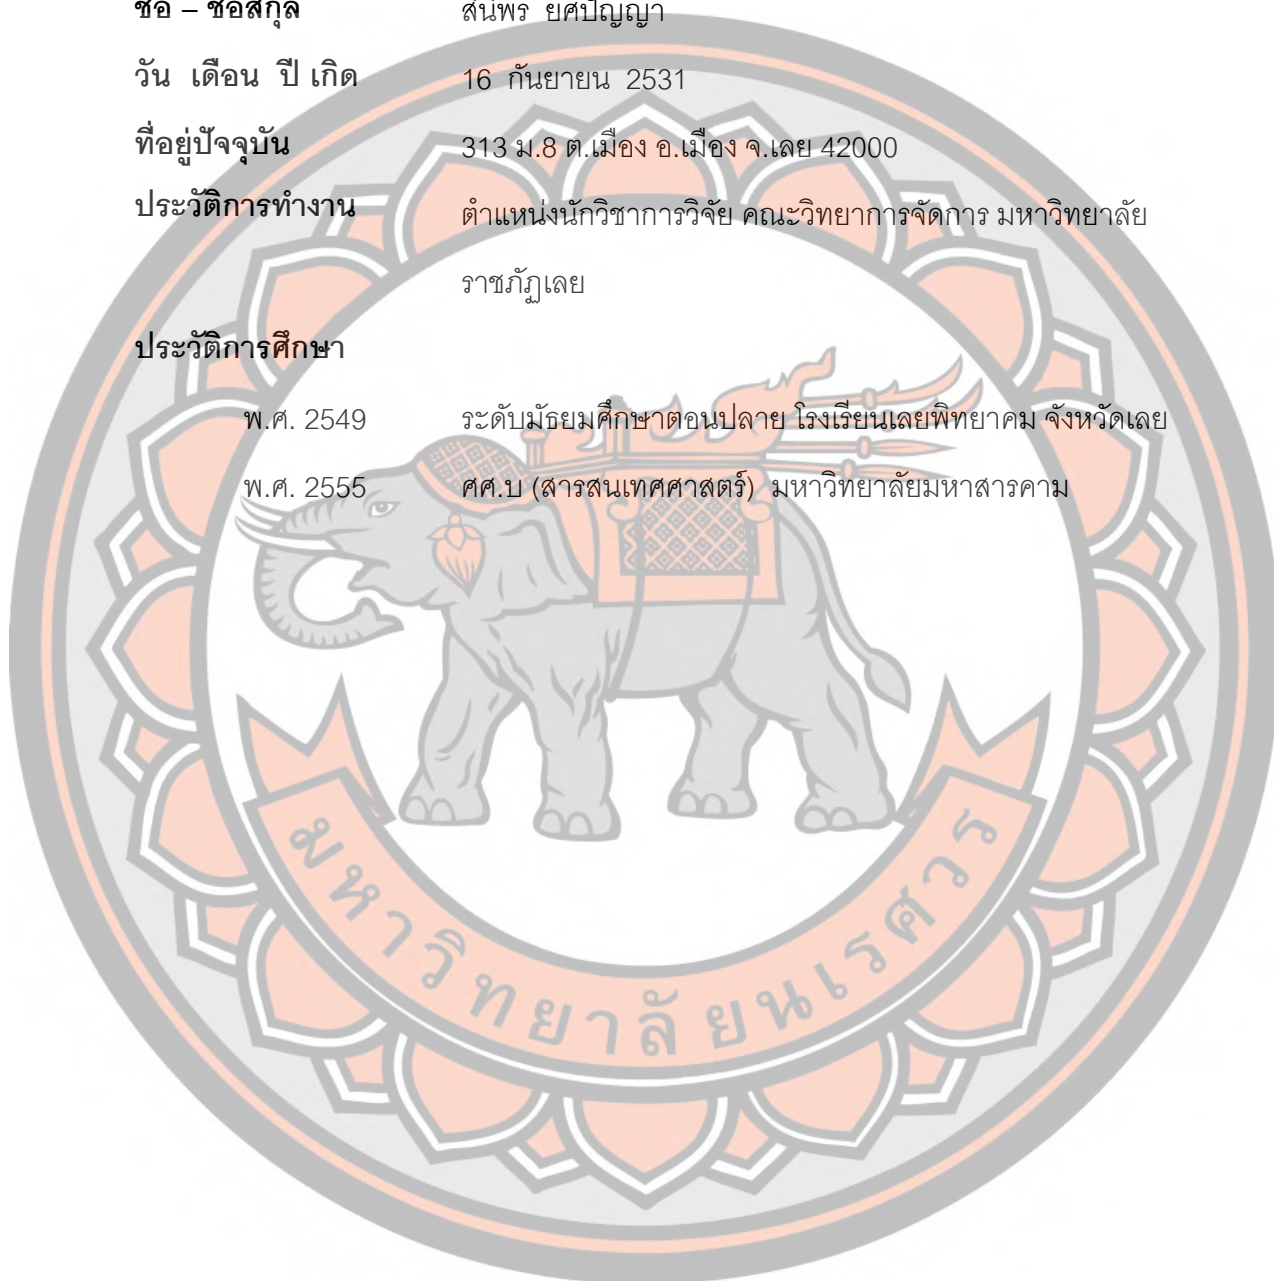 ชื่อ – ชื่อสกุล สนีพร ยศปัญญา
วัน เดือน ปี เกิด 16 กันยายน 2531
ที่อยู่ปัจจุบัน 313 ม.8 ต.เมือง อ.เมือง จ.เลย 42000
ประวัติการทำงาน ตำแหน่งนักวิชาการวิจัย คณะวิทยาการจัดการ มหาวิทยาลัย
ราชภัฏเลย
ประวัติการศึกษา
พ.ศ. 2549 ระดับมัธยมศึกษาตอนปลาย โรงเรียนเลยพิทยาคม จังหวัดเลย
พ.ศ. 2555 ศศ.บ (สารสนเทศศาสตร์) มหาวิทยาลัยมหาสารคาม
มหาวิทยาลัยนเรศวร